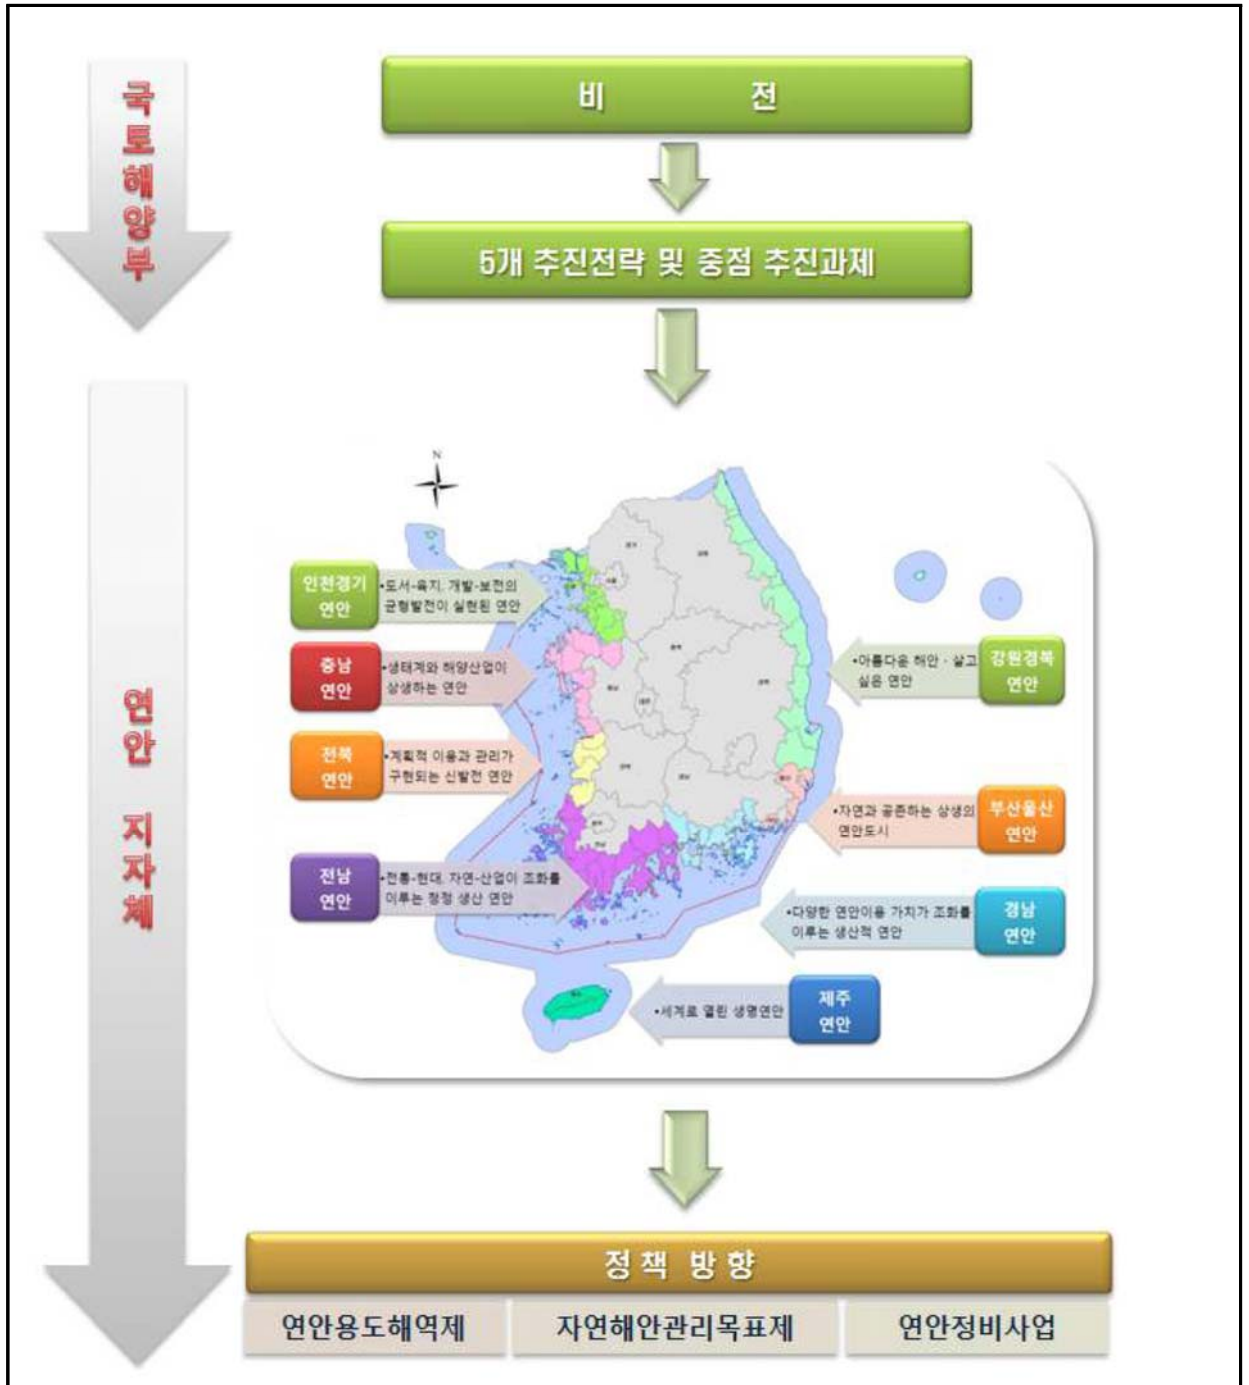 국토해양부
비 전
5개 추진전략 및 중점 추진과제
연안 지자체
N
인천경기
연안
•도서-육지, 개발-보전의
균형발전이 실현된 연안
충남
연안
•생태계와 해양산업이
상생하는 연안
전북
연안
•계획적 이용과 관리가
구현되는 신발전 연안
전남
연안
•전통-현대, 자연-산업이 조화를
이루는 청정 생산 연안
•아름다운 해안 · 살고
싶은 연안
강원경북
연안
•자연과 공존하는 상생의
연안도시
부산울산
연안
•다양한 연안이용 가치가 조화를
이루는 생산적 연안
경남
연안
•세계로 열린 생명연안
제주
연안
정책 방향
연안용도해역제
자연해안관리목표제
연안정비사업